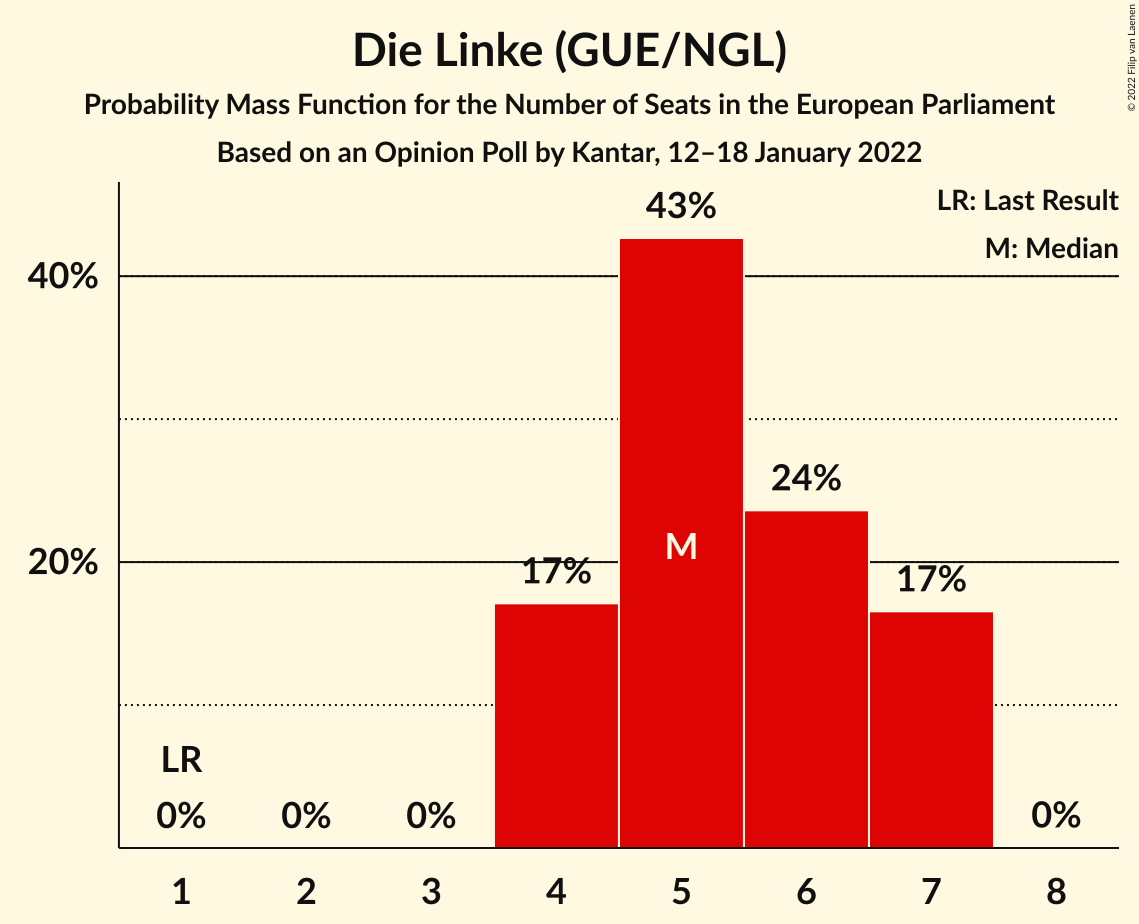 Die Linke (GUE/NGL)
Probability Mass Function for the Number of Seats in the European Parliament
Based on an Opinion Poll by Kantar, 12–18 January 2022
© 2022 Filip van Laenen
LR: Last Result
M: Median
43%
40%
24%
M
20%
17%
17%
LR
0%
0%
0%
0%
1 2 3 4 5 6 7 8